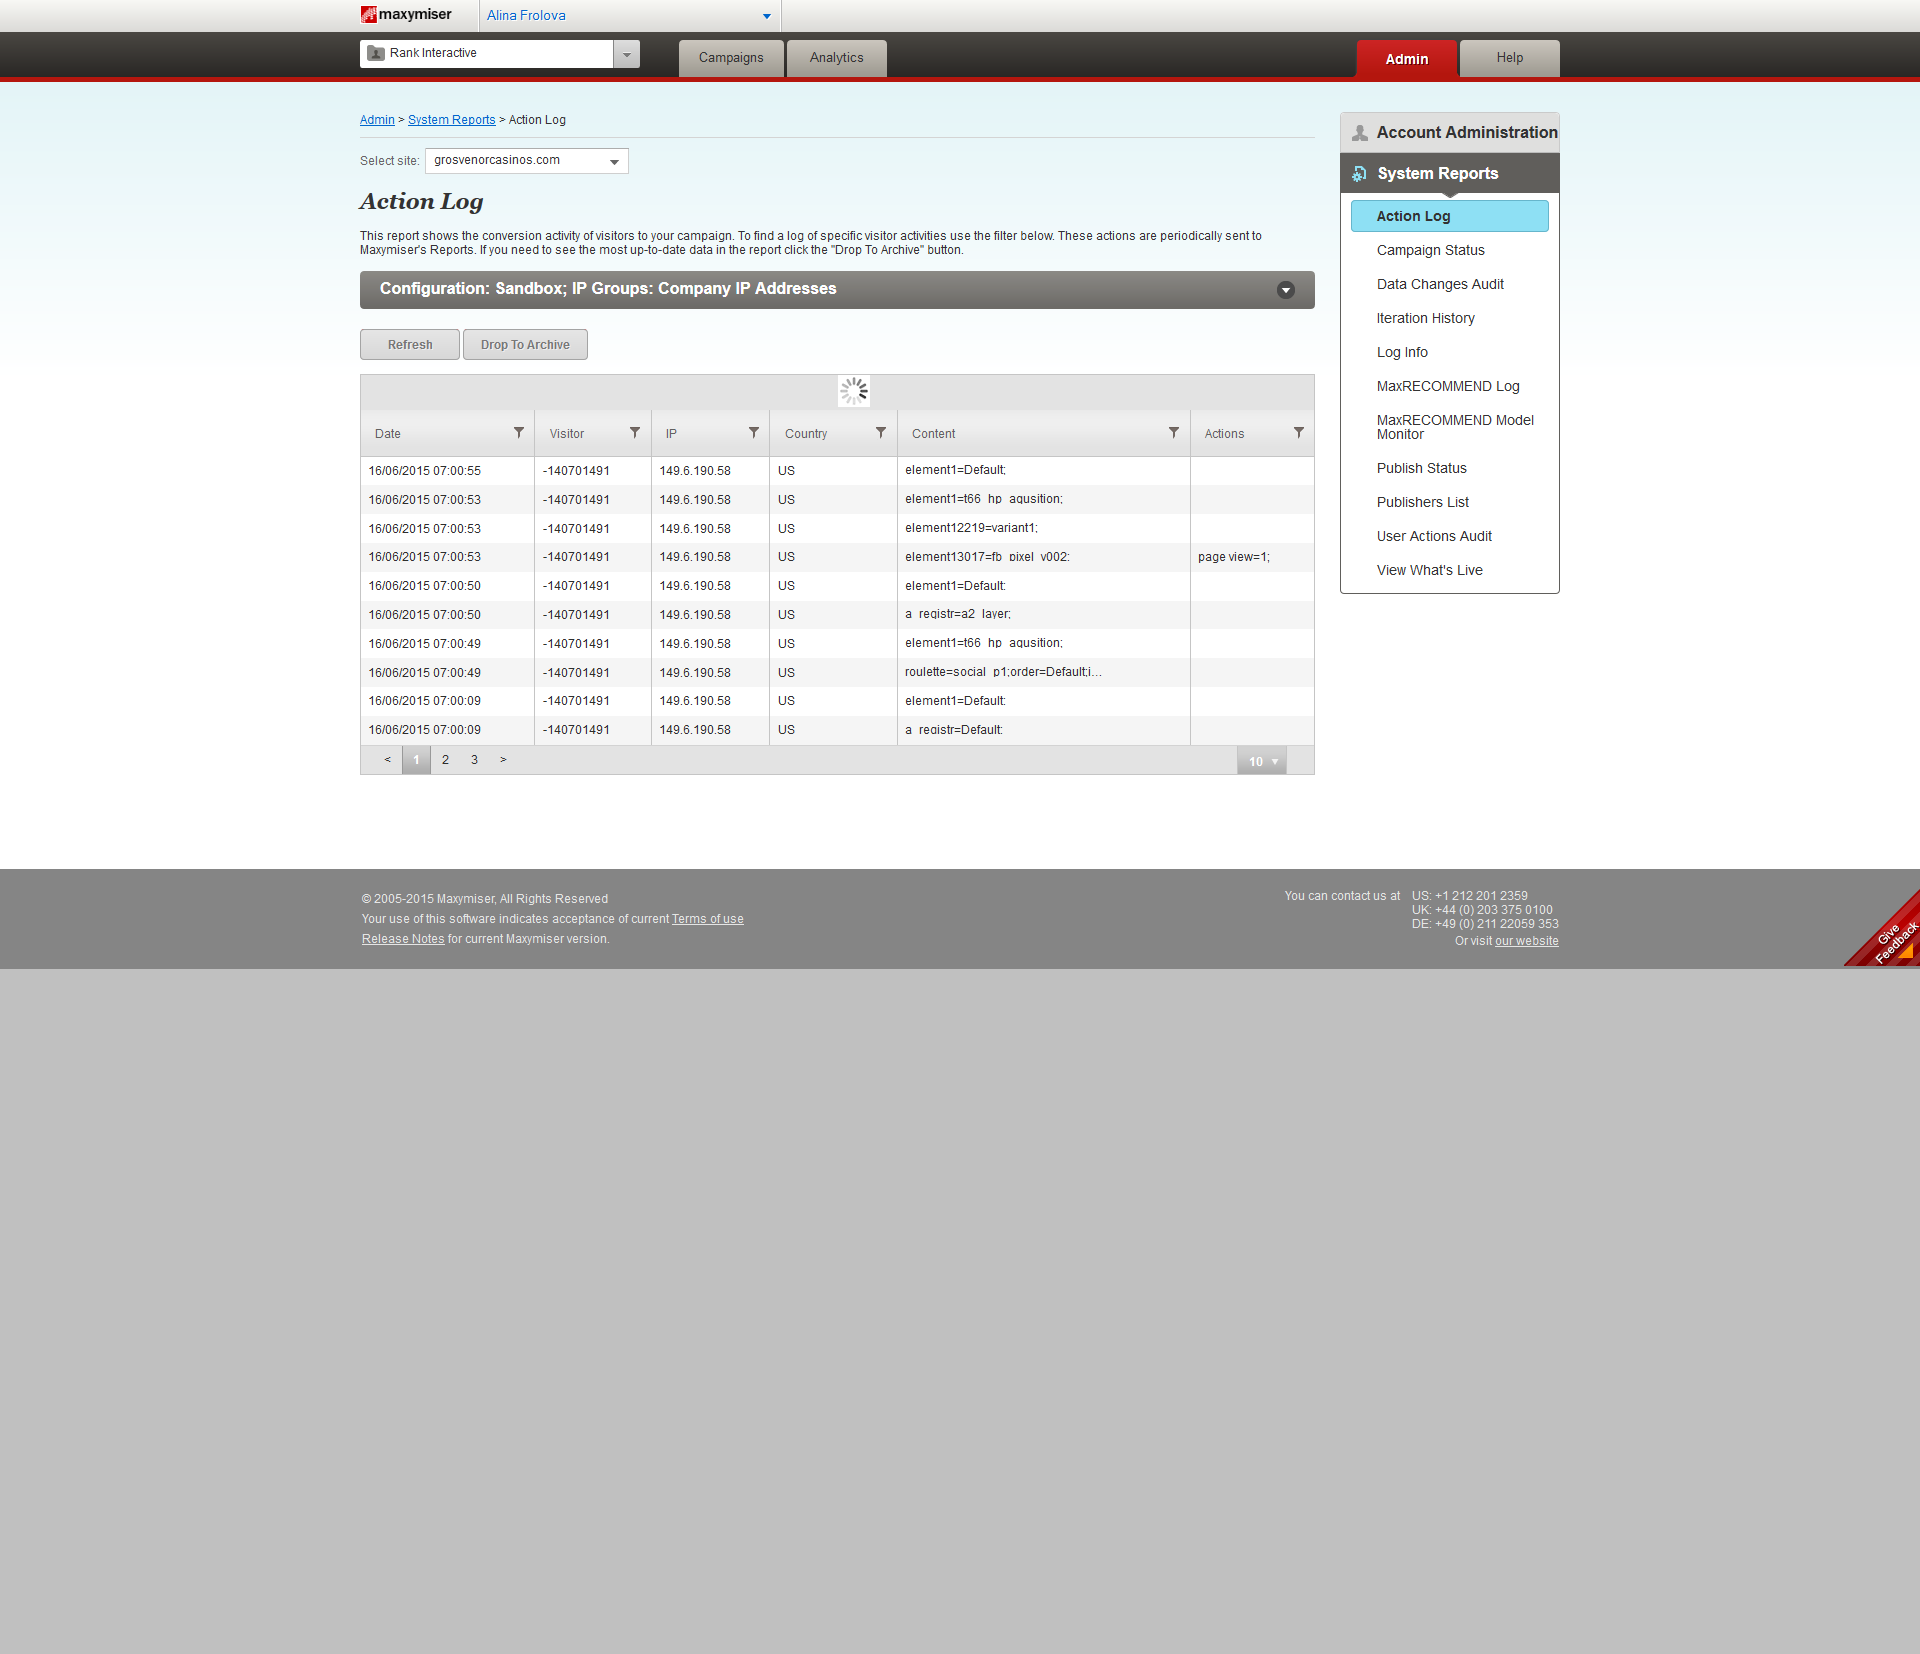 maxymiser
Alina Frolova
Rank Interactive
Campaigns
Analytics
Admin
Help
Admin > System Reports > Action Log
Select site: grosvenorcasinos.com
Action Log
This report shows the conversion activity of visitors to your campaign. To find a log of specific visitor activities use the filter below. These actions are periodically sent to
Maxymiser's Reports. If you need to see the most up-to-date data in the report click the "Drop To Archive" button.
Configuration: Sandbox; IP Groups: Company IP Addresses
Refresh
Drop To Archive
Date Visitor IP Country Content Actions
16/06/2015 07:00:55 -140701491 149.6.190.58 US element1=Default;
16/06/2015 07:00:53 -140701491 149.6.190.58 US element1=t66_hp_aqusition;
16/06/2015 07:00:53 -140701491 149.6.190.58 US element12219=variant1;
16/06/2015 07:00:53 -140701491 149.6.190.58 US element13017=fb_pixel_v002; page view=1;
16/06/2015 07:00:50 -140701491 149.6.190.58 US element1=Default;
16/06/2015 07:00:50 -140701491 149.6.190.58 US a_registr=a2_layer;
16/06/2015 07:00:49 -140701491 149.6.190.58 US element1=t66_hp_aqusition;
16/06/2015 07:00:49 -140701491 149.6.190.58 US roulette=social_p1;order=Default;i...
16/06/2015 07:00:09 -140701491 149.6.190.58 US element1=Default;
16/06/2015 07:00:09 -140701491 149.6.190.58 US a_registr=Default;
< 1 2 3 >
10
Account Administration
System Reports
Action Log
Campaign Status
Data Changes Audit
Iteration History
Log Info
MaxRECOMMEND Log
MaxRECOMMEND Model
Monitor
Publish Status
Publishers List
User Actions Audit
View What's Live
© 2005-2015 Maxymiser, All Rights Reserved
Your use of this software indicates acceptance of current Terms of use
Release Notes for current Maxymiser version.
You can contact us at US: +1 212 201 2359
UK: +44 (0) 203 375 0100
DE: +49 (0) 211 22059 353
Or visit our website
Give
Feedback